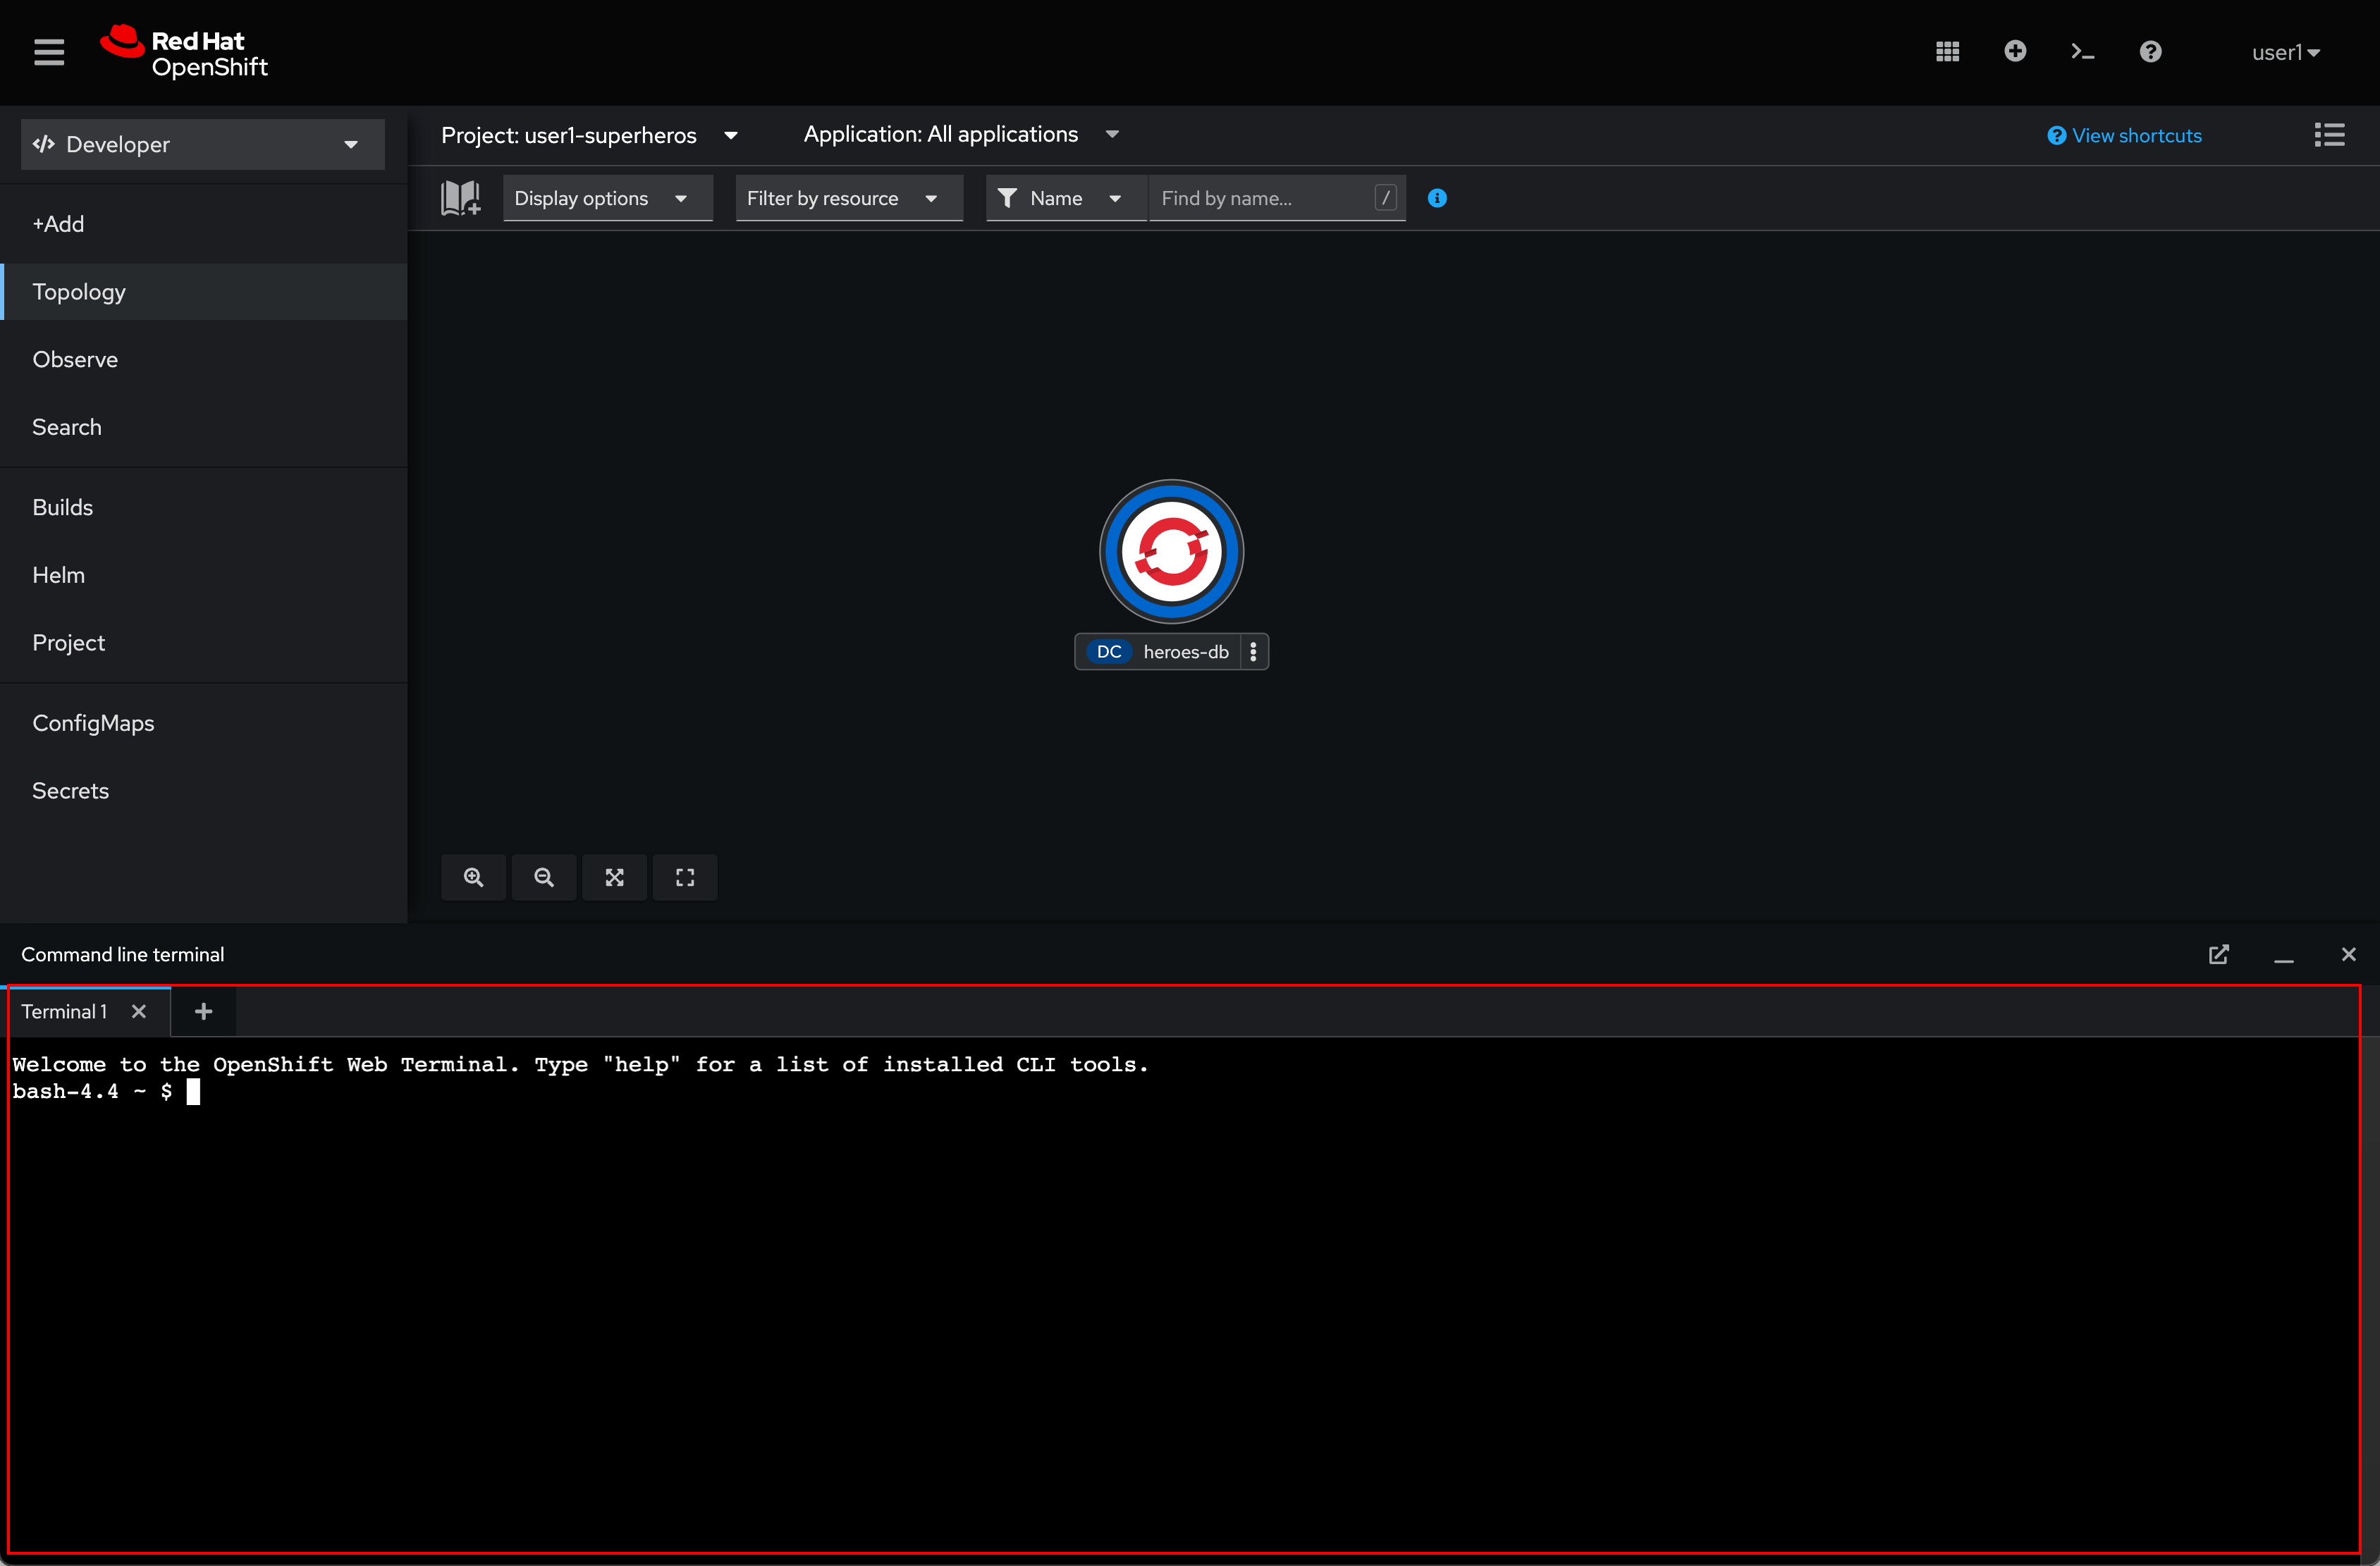 Red Hat
OpenShift
user1
Developer
Project: user1-superheros
Application: All applications
View shortcuts
Display options
Filter by resource
Name
Find by name...
/
+Add
Topology
Observe
Search
Builds
Helm
Project
ConfigMaps
Secrets
DC heroes-db
Command line terminal
Terminal 1
Welcome to the OpenShift Web Terminal. Type "help" for a list of installed CLI tools.
bash-4.4 ~ $